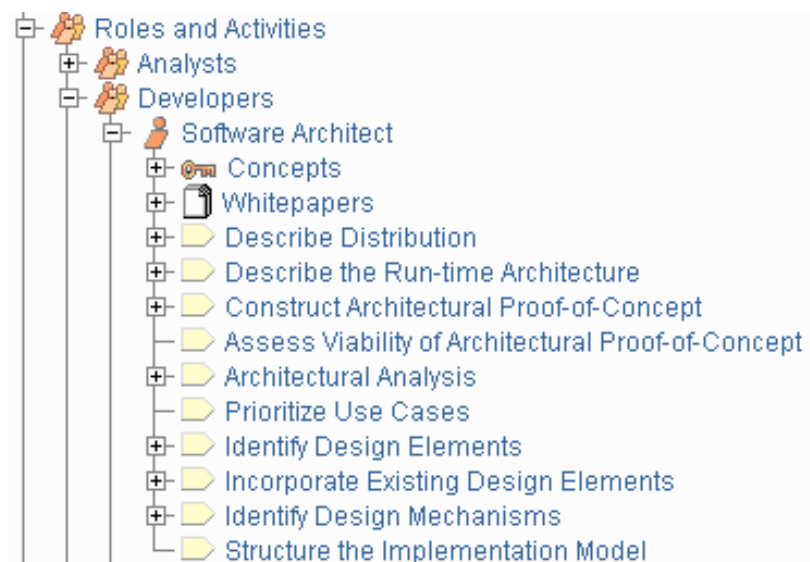 Roles and Activities
Analysts
Developers
Software Architect
Concepts
Whitepapers
Describe Distribution
Describe the Run-time Architecture
Construct Architectural Proof-of-Concept
Assess Viability of Architectural Proof-of-Concept
Architectural Analysis
Prioritize Use Cases
Identify Design Elements
Incorporate Existing Design Elements
Identify Design Mechanisms
Structure the Implementation Model